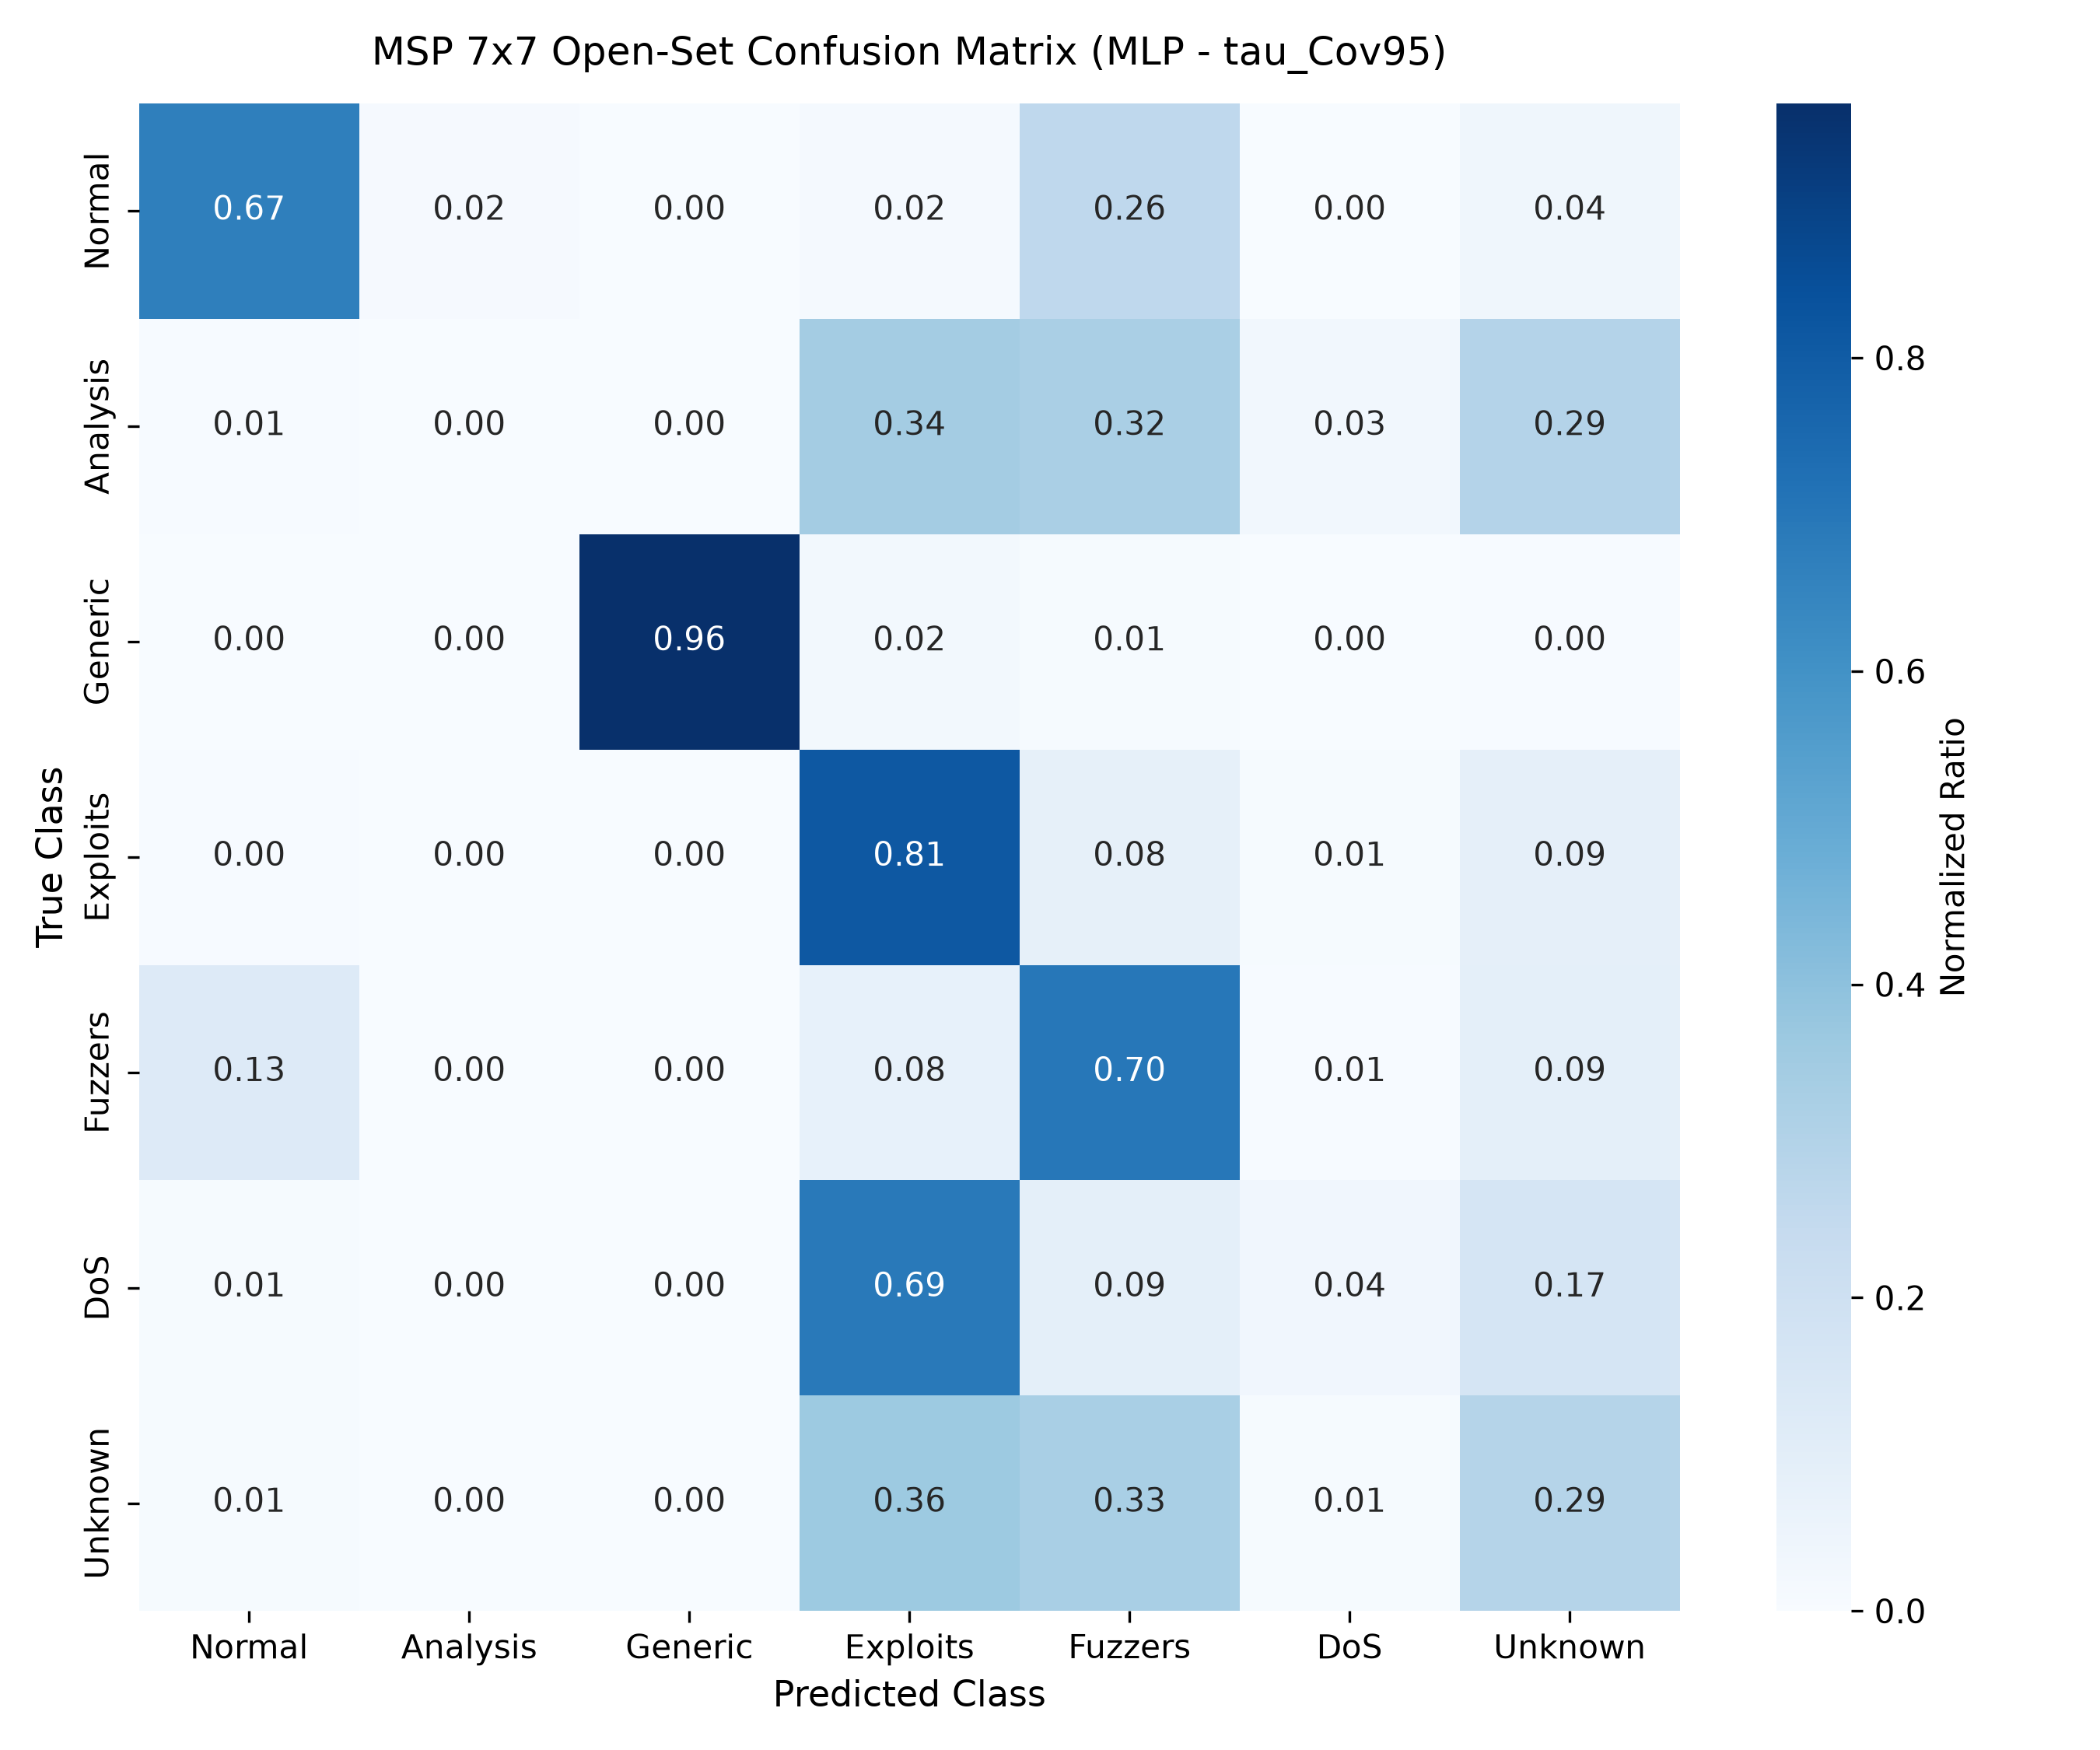 MSP 7x7 Open-Set Confusion Matrix (MLP - tau_Cov95)
True Class
Normal 0.67 0.02 0.00 0.02 0.26 0.00 0.04
Analysis 0.01 0.00 0.00 0.34 0.32 0.03 0.29
Generic 0.00 0.00 0.96 0.02 0.01 0.00 0.00
Exploits 0.00 0.00 0.00 0.81 0.08 0.01 0.09
Fuzzers 0.13 0.00 0.00 0.08 0.70 0.01 0.09
DoS 0.01 0.00 0.00 0.69 0.09 0.04 0.17
Unknown 0.01 0.00 0.00 0.36 0.33 0.01 0.29
Normal Analysis Generic Exploits Fuzzers DoS Unknown
Predicted Class
0.8
0.6
0.4
0.2
0.0
Normalized Ratio